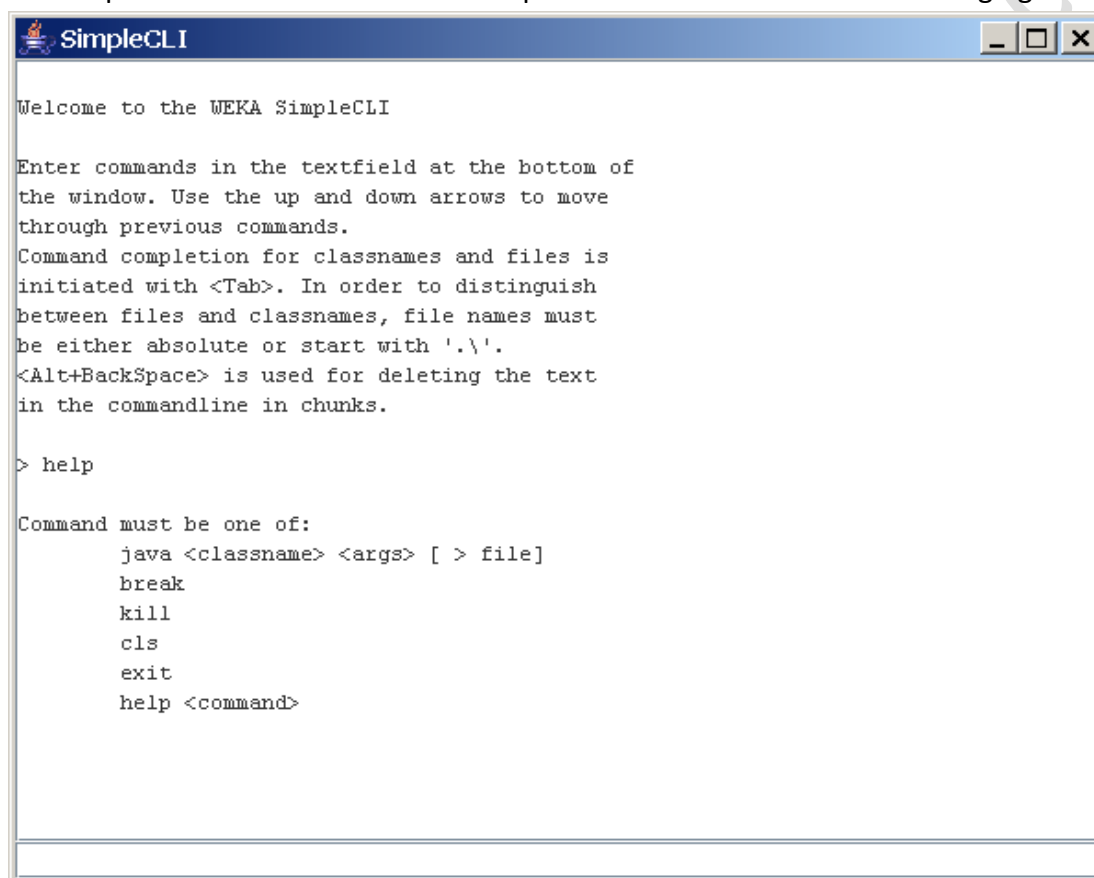 SimpleCLI
Welcome to the WEKA SimpleCLI
Enter commands in the textfield at the bottom of
the window. Use the up and down arrows to move
through previous commands.
Command completion for classnames and files is
initiated with <Tab>. In order to distinguish
between files and classnames, file names must
be either absolute or start with '.\'.
<Alt+BackSpace> is used for deleting the text
in the commandline in chunks.
> help
Command must be one of:
java <classname> <args> [ > file]
break
kill
cls
exit
help <command>